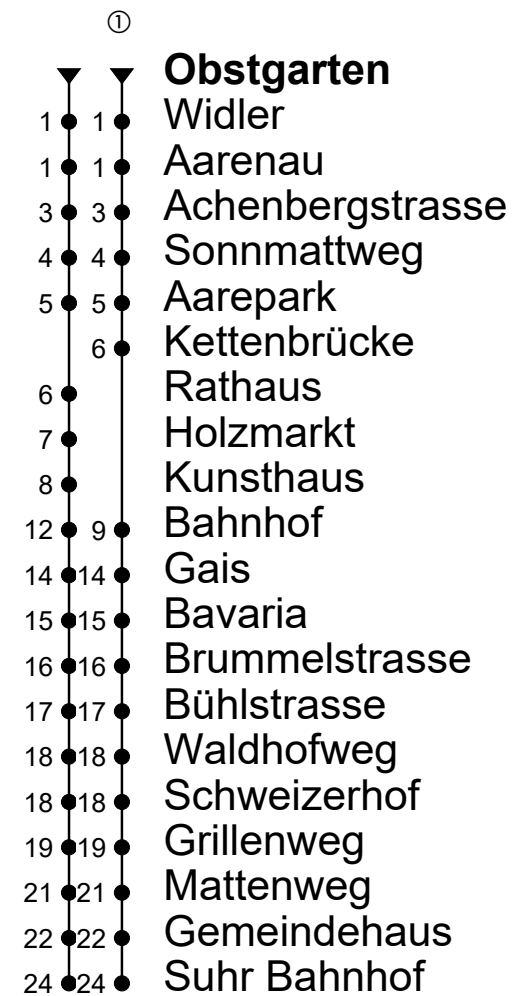 ①
Obstgarten
1 1 Widler
1 1 Aarenau
3 3 Achenbergstrasse
4 4 Sonnmattweg
5 5 Aarepark
6 Kettenbrücke
6 Rathaus
7 Holzmarkt
8 Kunsthaus
12 9 Bahnhof
14 14 Gais
15 15 Bavaria
16 16 Brummelstrasse
17 17 Bühlstrasse
18 18 Waldhofweg
18 18 Schweizerhof
19 19 Grillenweg
21 21 Mattenweg
22 22 Gemeindehaus
24 24 Suhr Bahnhof